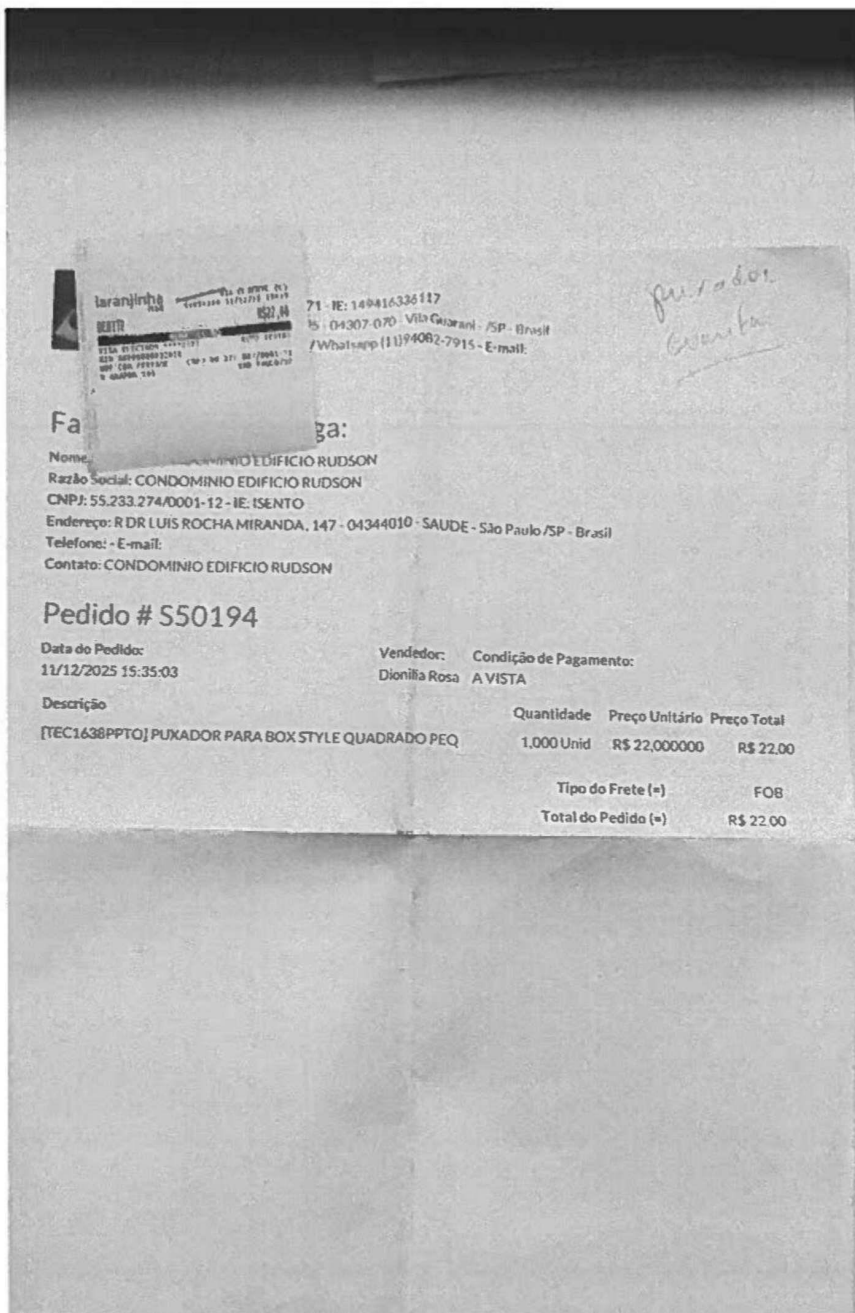 laranjinha
R$22,00
71 - IE: 149416336117
04307-070 - Vila Guarani - /SP - Brasil
/ Whatsapp (11)94082-7915 - E-mail:
puxador
Guarita
Fa ga:
Nome: EDIFICIO RUDSON
Razão Social: CONDOMINIO EDIFICIO RUDSON
CNPJ: 55.233.274/0001-12 - IE: ISENTO
Endereço: R DR LUIS ROCHA MIRANDA, 147 - 04344010 - SAUDE - São Paulo /SP - Brasil
Telefone: - E-mail:
Contato: CONDOMINIO EDIFICIO RUDSON
Pedido # S50194
Data do Pedido: Vendedor: Condição de Pagamento:
11/12/2025 15:35:03 Dionilia Rosa A VISTA
Descrição Quantidade Preço Unitário Preço Total
[TEC1638PPTO] PUXADOR PARA BOX STYLE QUADRADO PEQ 1,000 Unid R$ 22,000000 R$ 22,00
Tipo do Frete (=) FOB
Total do Pedido (=) R$ 22,00